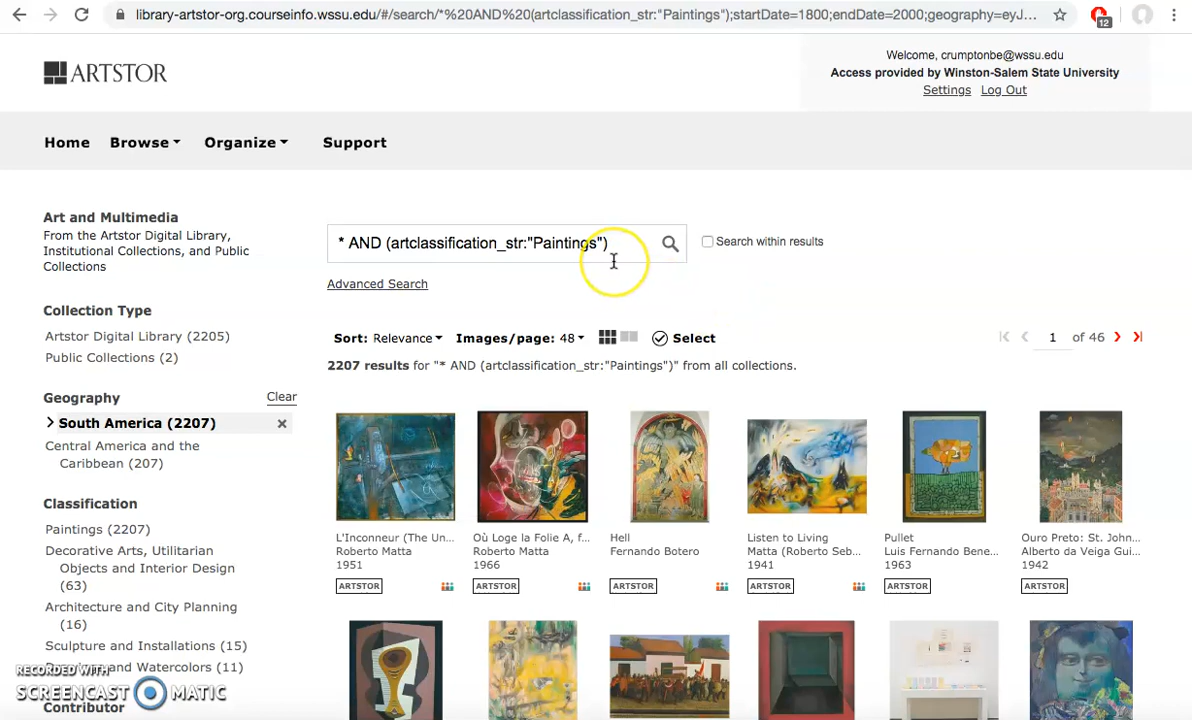 library-artstor-org.courseinfo.wssu.edu/#/search/*%20AND%20(artclassification_str:"Paintings");startDate=1800;endDate=2000;geography=eyJ...
12
ARTSTOR
Welcome, crumptonbe@wssu.edu
Access provided by Winston-Salem State University
Settings Log Out
Home Browse Organize Support
Art and Multimedia
From the Artstor Digital Library,
Institutional Collections, and Public
Collections
* AND (artclassification_str:"Paintings")
Search within results
Advanced Search
Collection Type
Artstor Digital Library (2205)
Public Collections (2)
Sort: Relevance Images/page: 48 Select
1 of 46
2207 results for "* AND (artclassification_str:"Paintings")" from all collections.
Geography Clear
South America (2207)
Central America and the
Caribbean (207)
Classification
Paintings (2207)
Decorative Arts, Utilitarian
Objects and Interior Design
(63)
Architecture and City Planning
(16)
Sculpture and Installations (15)
and Watercolors (11)
Contributor
L'Inconneur (The Un...
Roberto Matta
1951
ARTSTOR
Où Loge la Folie A, f...
Roberto Matta
1966
ARTSTOR
Hell
Fernando Botero
ARTSTOR
Listen to Living
Matta (Roberto Seb...
1941
ARTSTOR
Pullet
Luis Fernando Bene...
1963
ARTSTOR
Ouro Preto: St. John...
Alberto da Veiga Gui...
1942
ARTSTOR
RECORDED WITH
SCREENCAST MATIC